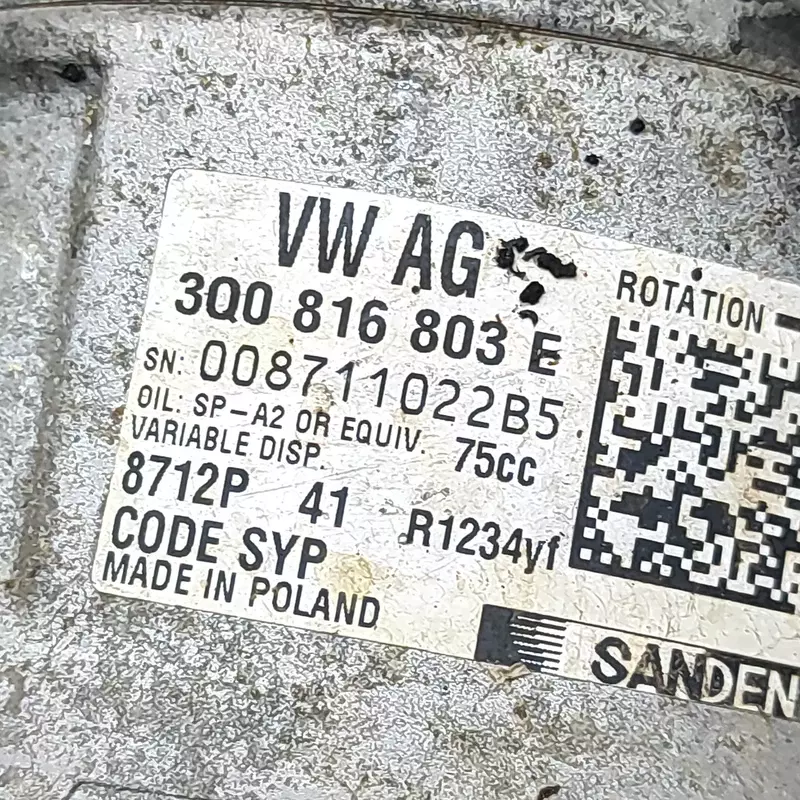 VW AG
3Q0 816 803 E
SN: 008711022B5
OIL: SP-A2 OR EQUIV. 75cc
VARIABLE DISP.
8712P 41 R1234yf
CODE SYP
MADE IN POLAND
ROTATION
SANDEN